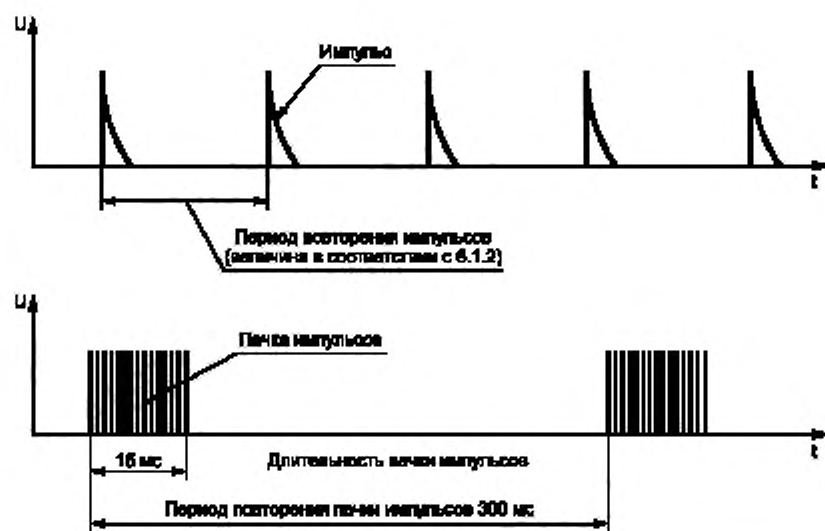 U
Импульс
t
Период повторения импульсов
(величина в соответствии с 6.1.2)
U
Пачка импульсов
t
15 мс
Длительность пачки импульсов
Период повторения пачки импульсов 300 мс